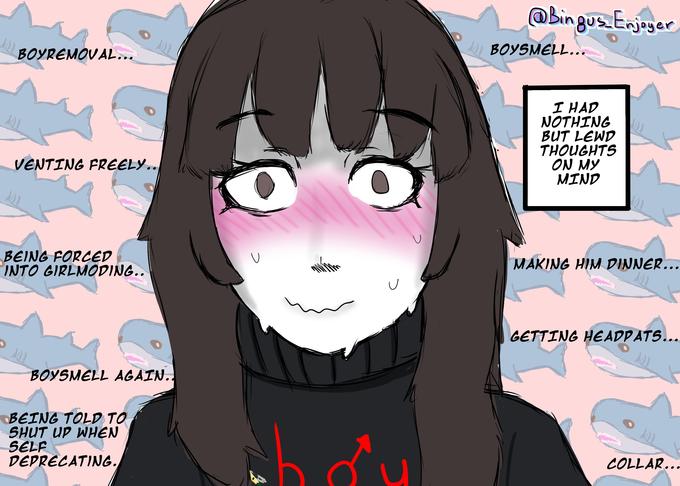 @Bingus_Enjoyer
BOYREMOVAL...
BOYSMELL...
I HAD
NOTHING
BUT LEWD
THOUGHTS
ON MY
MIND
VENTING FREELY..
BEING FORCED
INTO GIRLMODING..
MAKING HIM DINNER...
GETTING HEADPATS...
BOYSMELL AGAIN..
BEING TOLD TO
SHUT UP WHEN
SELF
DEPRECATING.
COLLAR...
boy